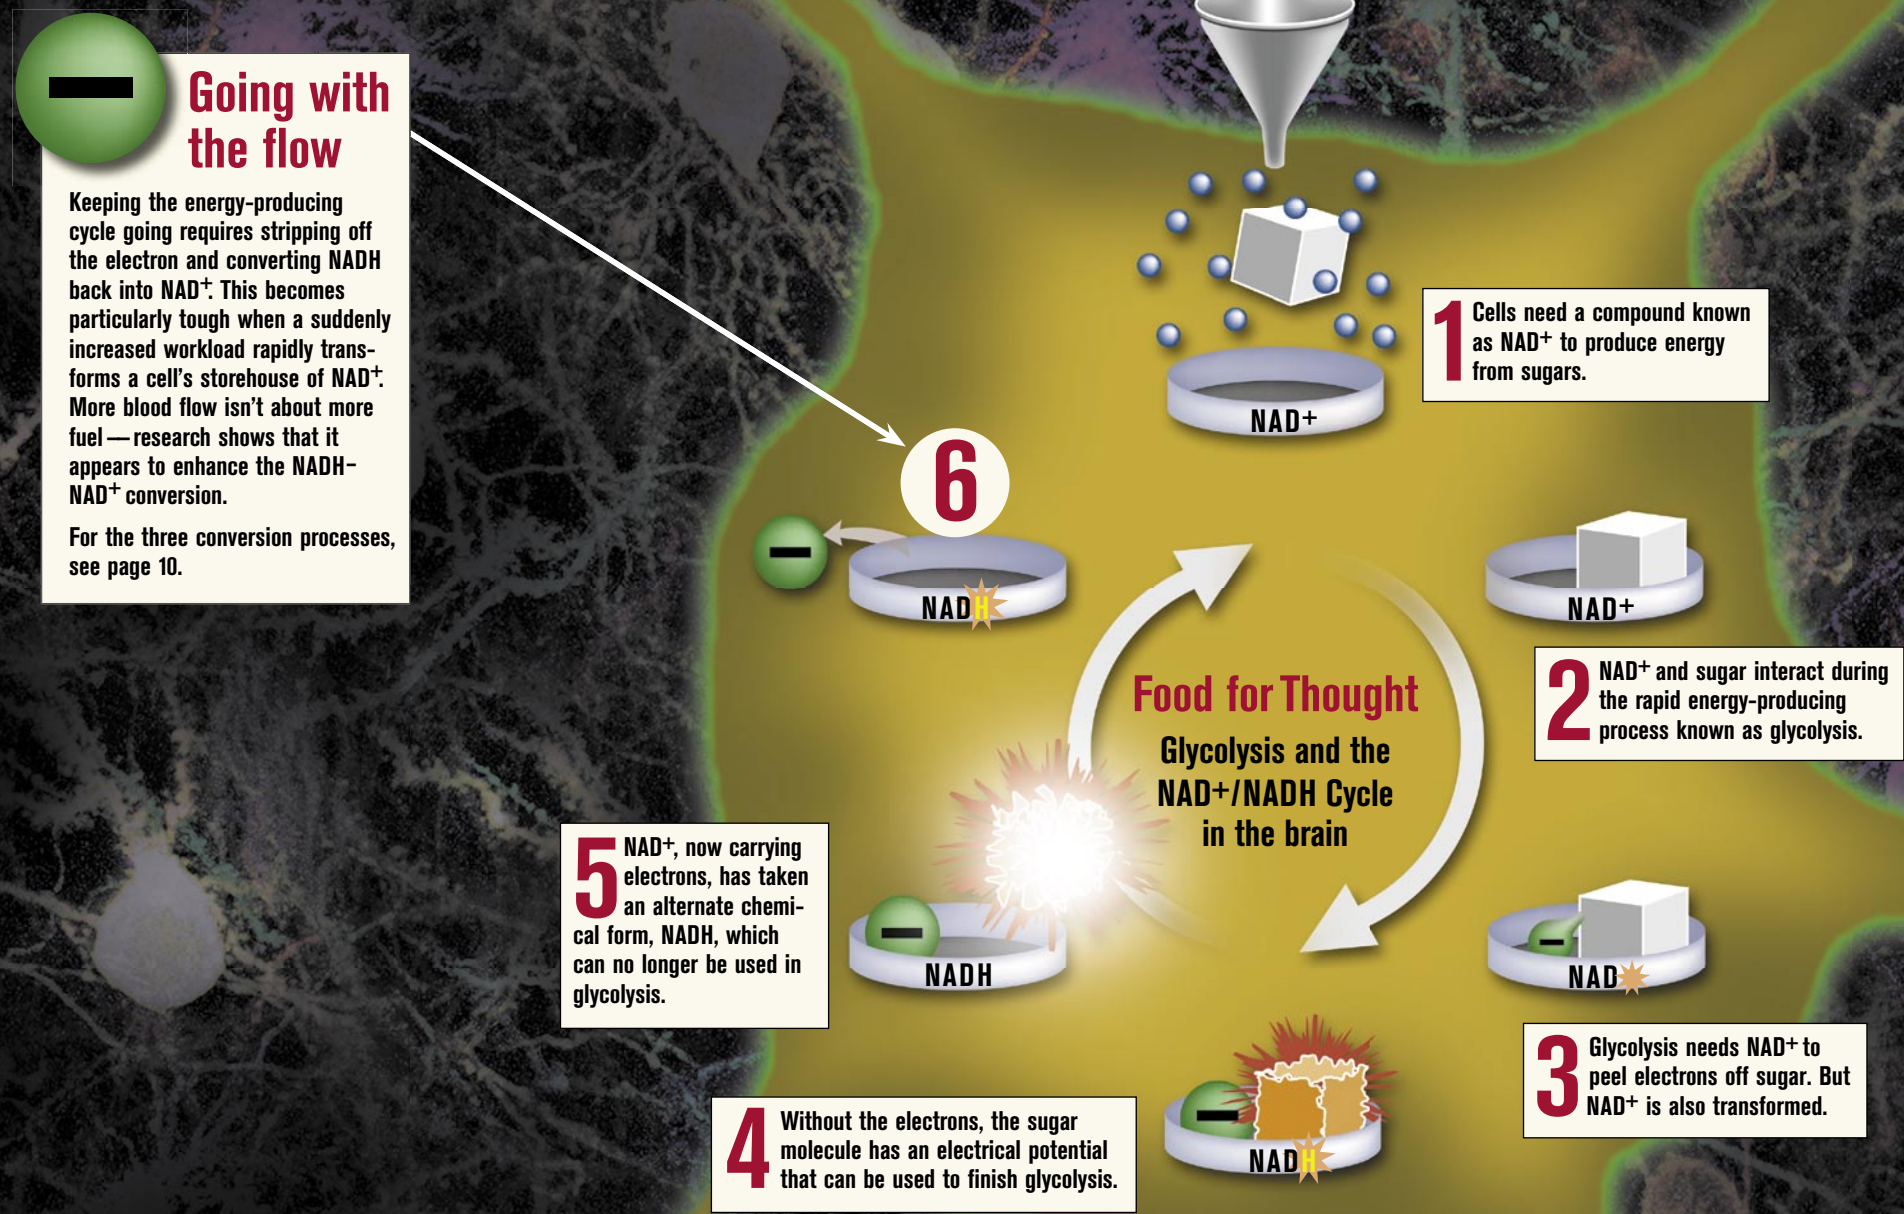 Going with
the flow
Keeping the energy-producing
cycle going requires stripping off
the electron and converting NADH
back into NAD+. This becomes
particularly tough when a suddenly
increased workload rapidly trans-
forms a cell's storehouse of NAD+.
More blood flow isn't about more
fuel — research shows that it
appears to enhance the NADH-
NAD+ conversion.
For the three conversion processes,
see page 10.
NAD+
1 Cells need a compound known
as NAD+ to produce energy
from sugars.
NAD+
2 NAD+ and sugar interact during
the rapid energy-producing
process known as glycolysis.
NAD
3 Glycolysis needs NAD+ to
peel electrons off sugar. But
NAD+ is also transformed.
NADH
4 Without the electrons, the sugar
molecule has an electrical potential
that can be used to finish glycolysis.
NADH
5 NAD+, now carrying
electrons, has taken
an alternate chemi-
cal form, NADH, which
can no longer be used in
glycolysis.
6
NADH
Food for Thought
Glycolysis and the
NAD+/NADH Cycle
in the brain